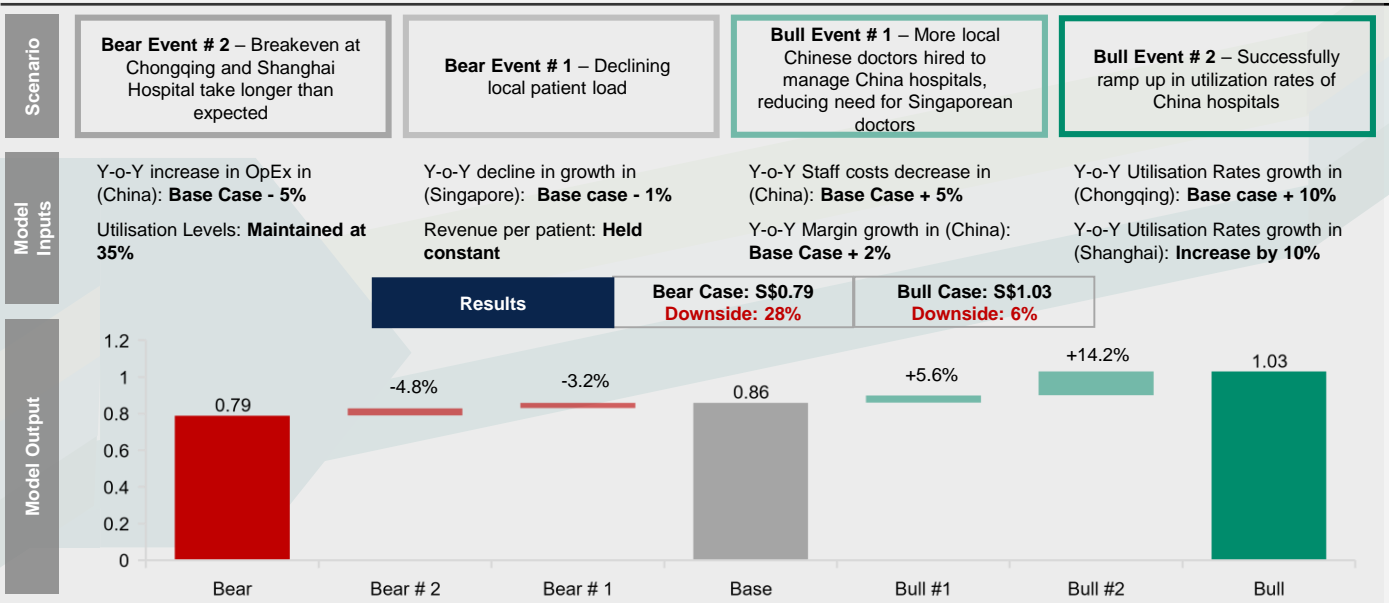 Scenario
Bear Event # 2 – Breakeven at
Chongqing and Shanghai
Hospital take longer than
expected
Bear Event # 1 – Declining
local patient load
Bull Event # 1 – More local
Chinese doctors hired to
manage China hospitals,
reducing need for Singaporean
doctors
Bull Event # 2 – Successfully
ramp up in utilization rates of
China hospitals
Model
Inputs
Y-o-Y increase in OpEx in
(China): Base Case - 5%
Utilisation Levels: Maintained at
35%
Y-o-Y decline in growth in
(Singapore): Base case - 1%
Revenue per patient: Held
constant
Y-o-Y Staff costs decrease in
(China): Base Case + 5%
Y-o-Y Margin growth in (China):
Base Case + 2%
Y-o-Y Utilisation Rates growth in
(Chongqing): Base case + 10%
Y-o-Y Utilisation Rates growth in
(Shanghai): Increase by 10%
Results
Bear Case: S$0.79
Downside: 28%
Bull Case: S$1.03
Downside: 6%
Model Output
1.2
1
0.8
0.6
0.4
0.2
0
0.79
-4.8%
-3.2%
0.86
+5.6%
+14.2%
1.03
Bear
Bear # 2
Bear # 1
Base
Bull #1
Bull #2
Bull